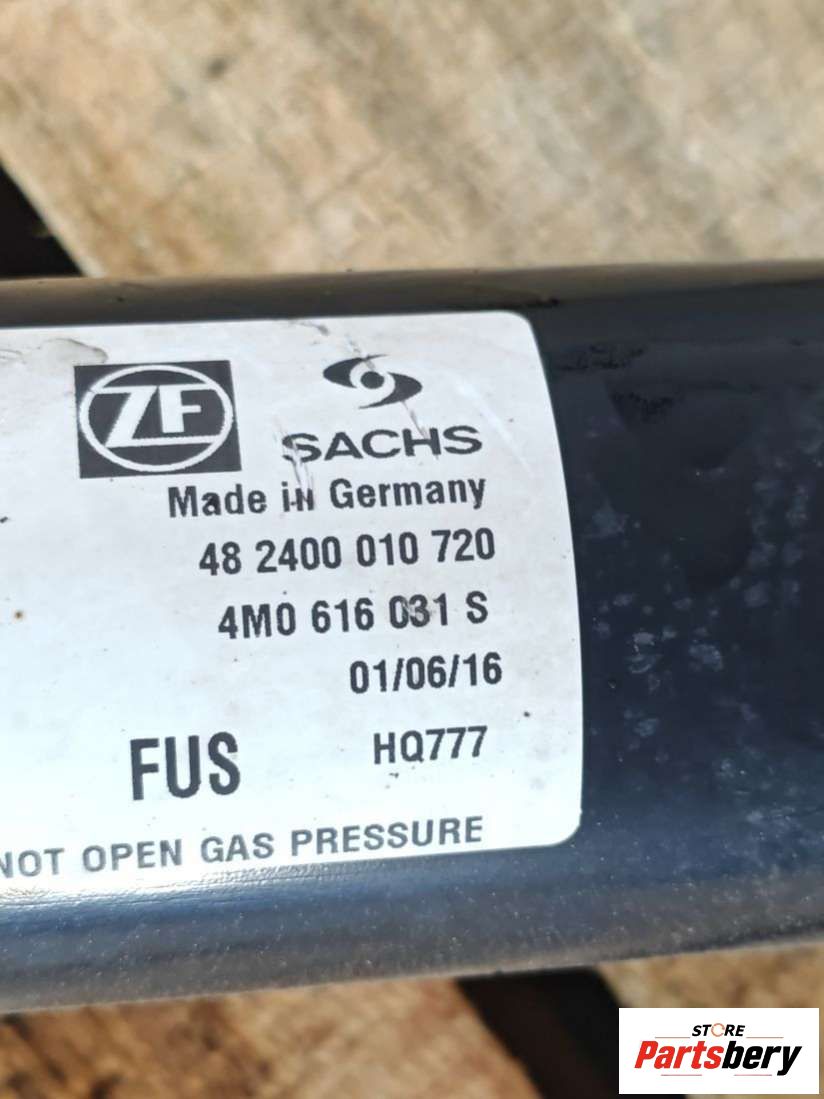 ZF
SACHS
Made in Germany
48 2400 010 720
4M0 616 031 S
01/06/16
FUS HQ777
NOT OPEN GAS PRESSURE
STORE
Partsbery